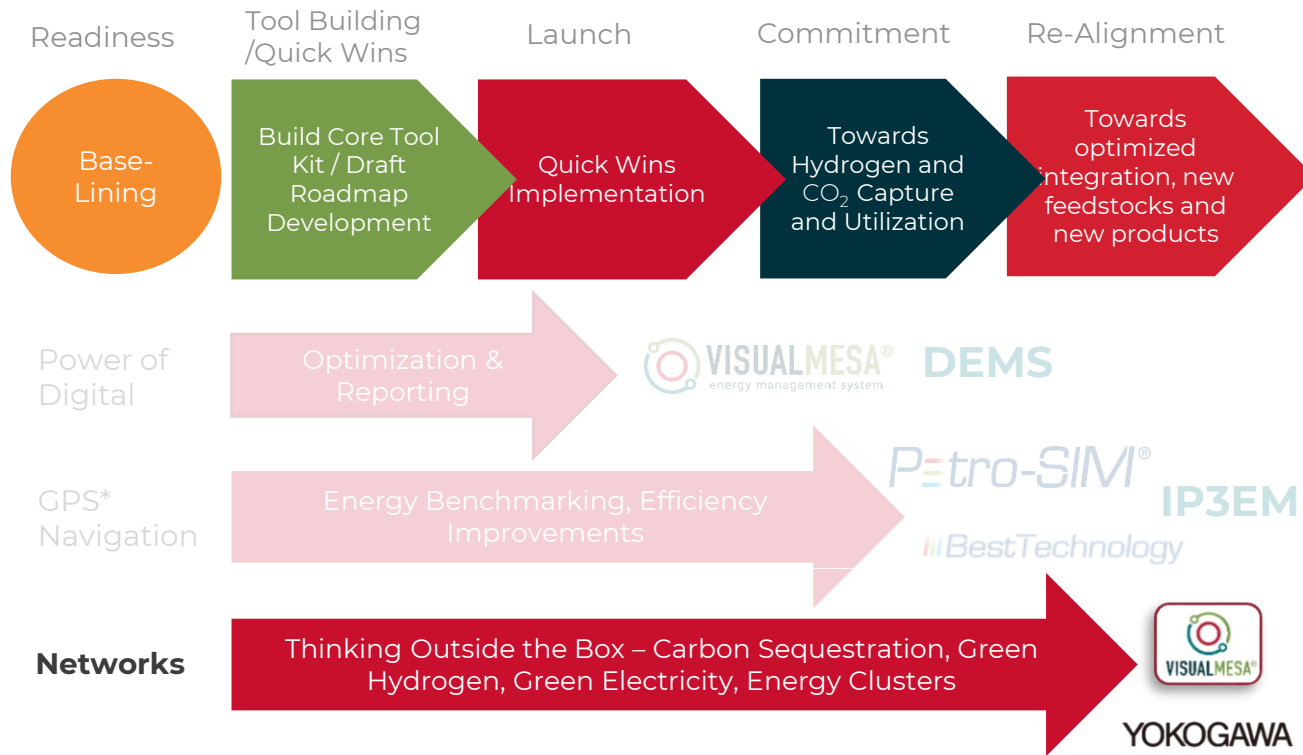 Readiness
Tool Building
/Quick Wins
Launch
Commitment
Re-Alignment
Base-
Lining
Build Core Tool
Kit / Draft
Roadmap
Development
Quick Wins
Implementation
Towards
Hydrogen and
CO₂ Capture
and Utilization
Towards
optimized
integration, new
feedstocks and
new products
Power of
Digital
Optimization &
Reporting
VISUALMESA®
energy management system
DEMS
GPS*
Navigation
Energy Benchmarking, Efficiency
Improvements
Petro-SIM®
IP3EM
BestTechnology
Networks
Thinking Outside the Box – Carbon Sequestration, Green
Hydrogen, Green Electricity, Energy Clusters
VISUALMESA®
YOKOGAWA